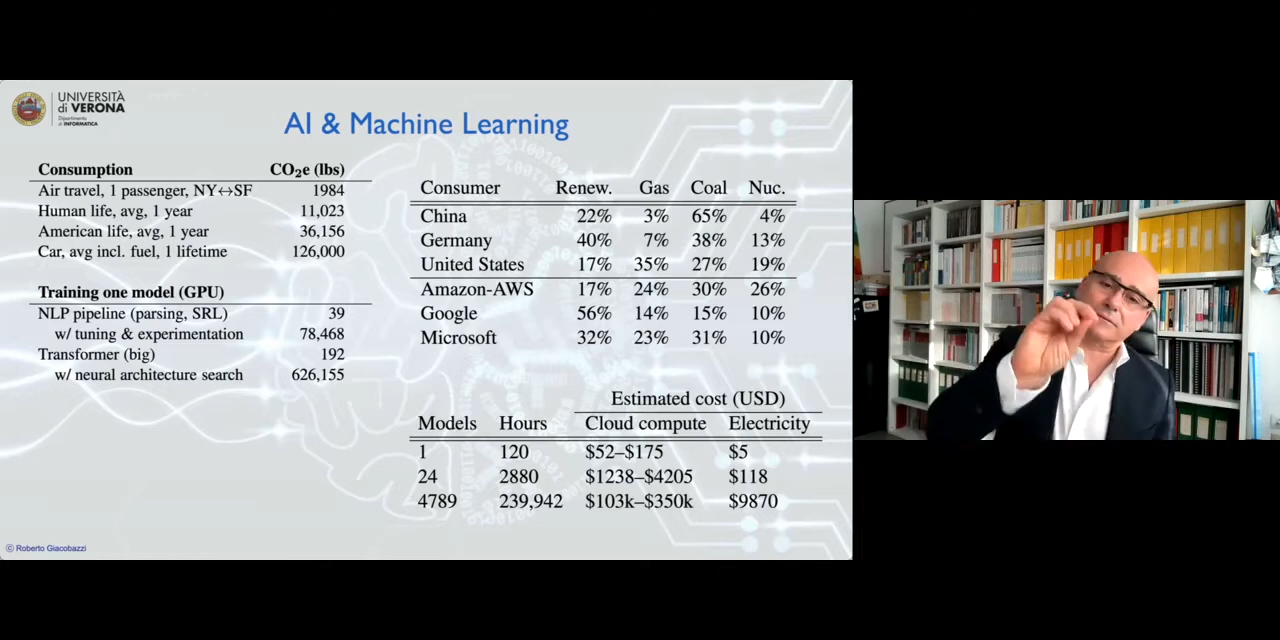 UNIVERSITÀ
di VERONA
Dipartimento
di INFORMATICA
AI & Machine Learning
Consumption CO₂e (lbs)
Air travel, 1 passenger, NY↔SF 1984
Human life, avg, 1 year 11,023
American life, avg, 1 year 36,156
Car, avg incl. fuel, 1 lifetime 126,000
Training one model (GPU)
NLP pipeline (parsing, SRL) 39
w/ tuning & experimentation 78,468
Transformer (big) 192
w/ neural architecture search 626,155
Consumer Renew. Gas Coal Nuc.
China 22% 3% 65% 4%
Germany 40% 7% 38% 13%
United States 17% 35% 27% 19%
Amazon-AWS 17% 24% 30% 26%
Google 56% 14% 15% 10%
Microsoft 32% 23% 31% 10%
Estimated cost (USD)
Models Hours Cloud compute Electricity
1 120 $52–$175 $5
24 2880 $1238–$4205 $118
4789 239,942 $103k–$350k $9870
© Roberto Giacobazzi